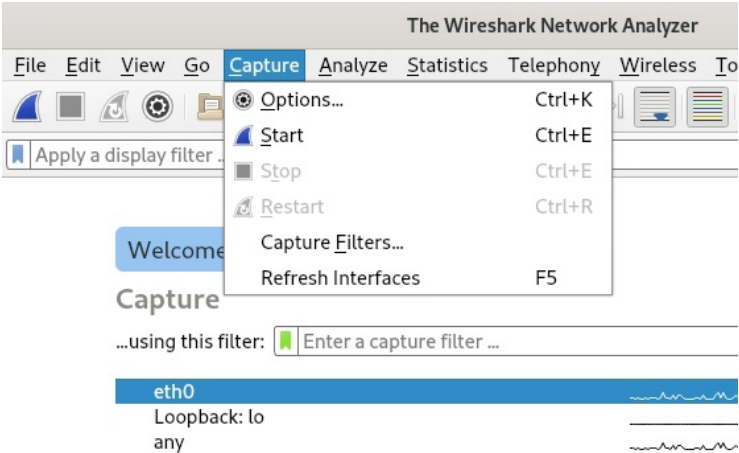 The Wireshark Network Analyzer
File Edit View Go Capture Analyze Statistics Telephony Wireless To
Options... Ctrl+K
Start Ctrl+E
Apply a display filter ..
Stop Ctrl+E
Restart Ctrl+R
Capture Filters...
Welcome
Refresh Interfaces F5
Capture
...using this filter: Enter a capture filter ...
eth0
Loopback: lo
any